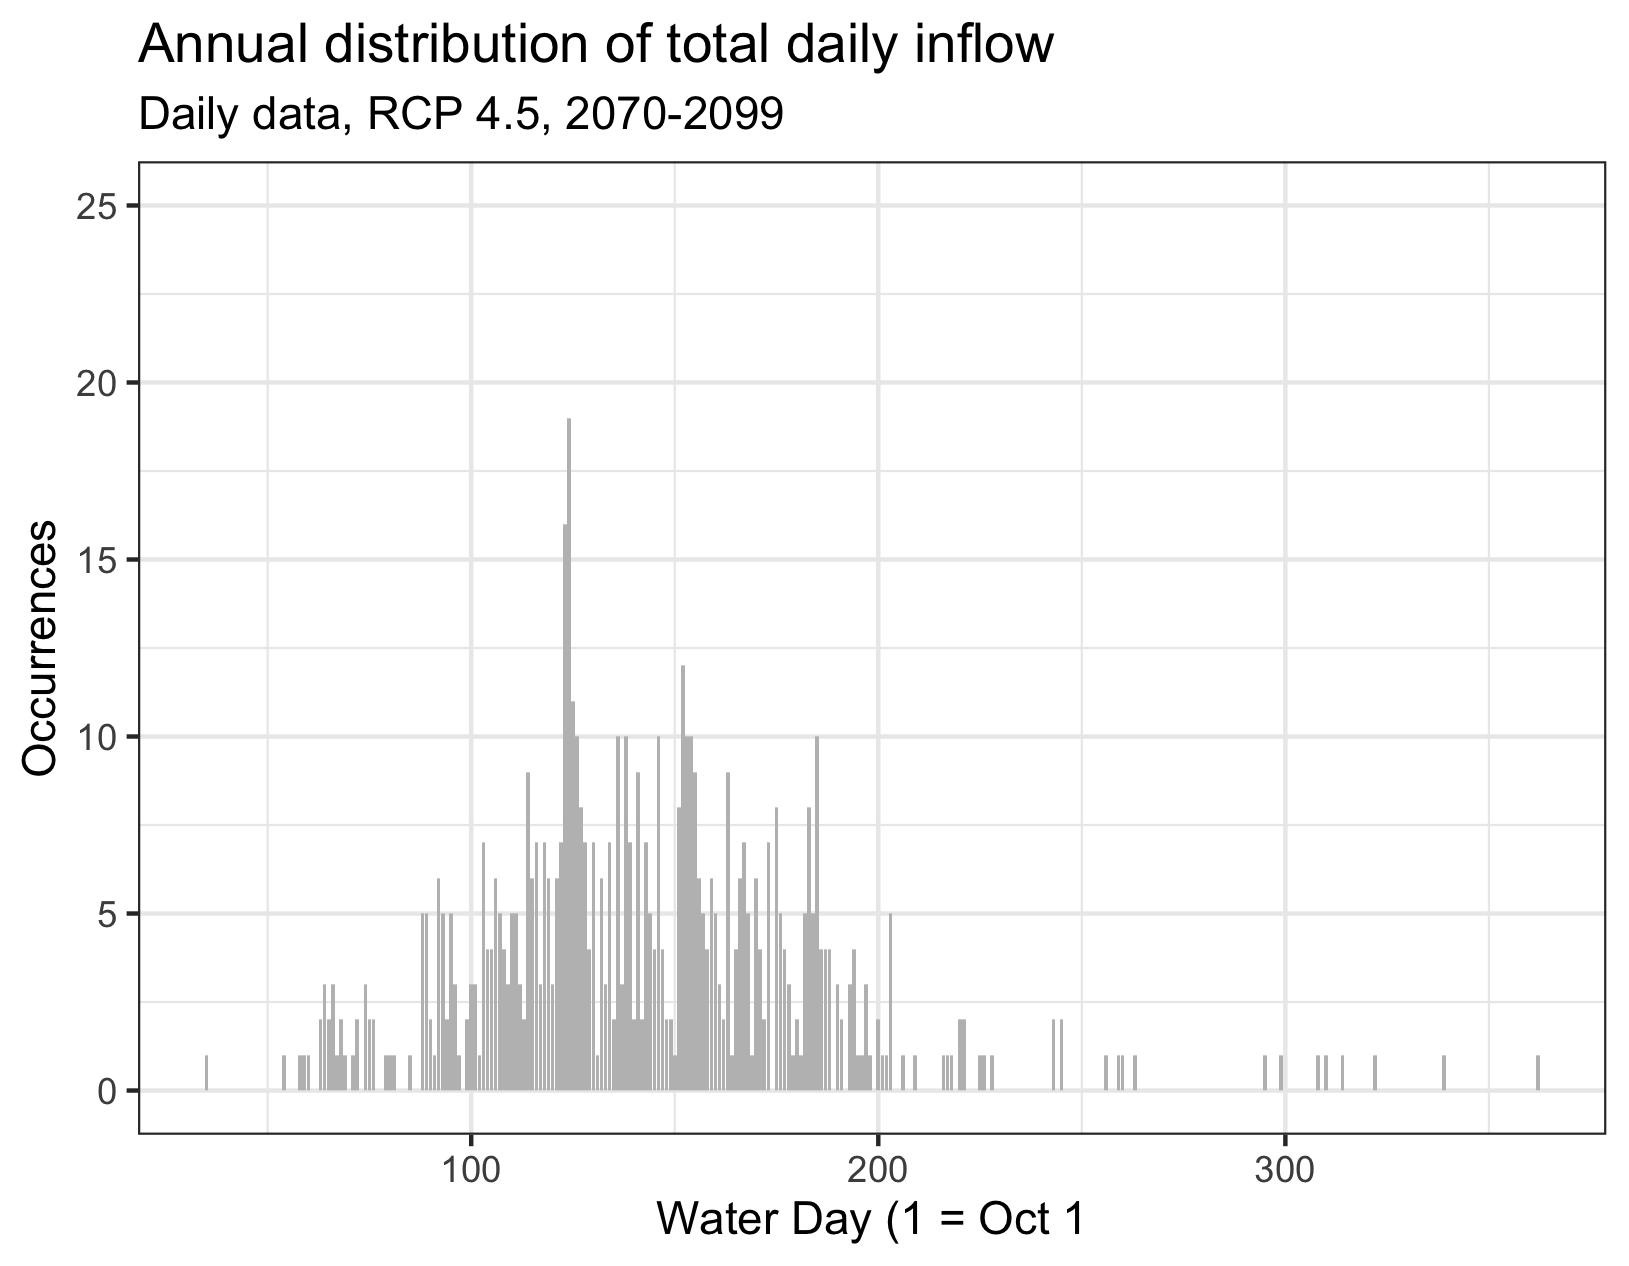 Annual distribution of total daily inflow
Daily data, RCP 4.5, 2070-2099
25
20
15
10
5
0
Occurrences
100 200 300
Water Day (1 = Oct 1